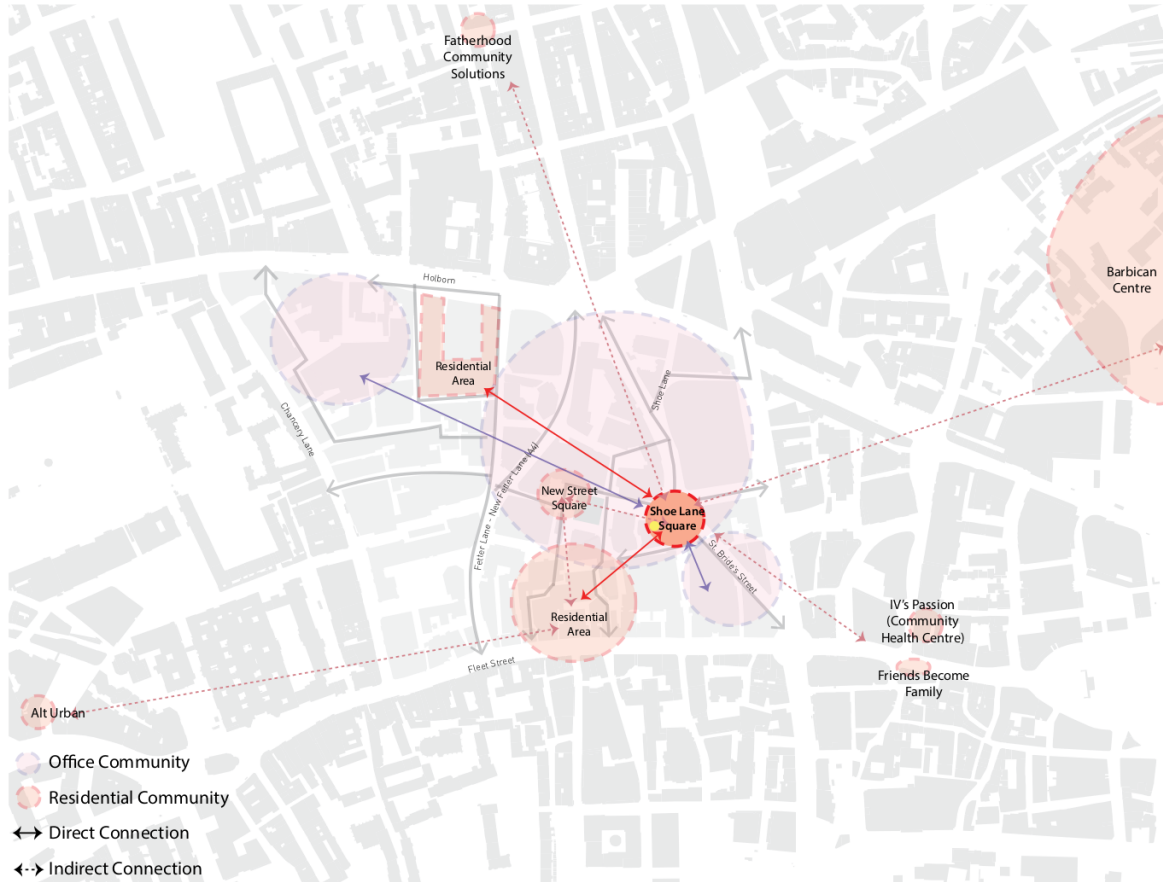 Fatherhood
Community
Solutions
Barbican
Centre
Holborn
Residential
Area
Shoe Lane
Chancery Lane
Fetter Lane - New Fetter Lane (A4)
New Street
Square
Shoe Lane
Square
St. Bride's Street
Residential
Area
IV's Passion
(Community
Health Centre)
Fleet Street
Friends Become
Family
Alt Urban
Office Community
Residential Community
Direct Connection
Indirect Connection